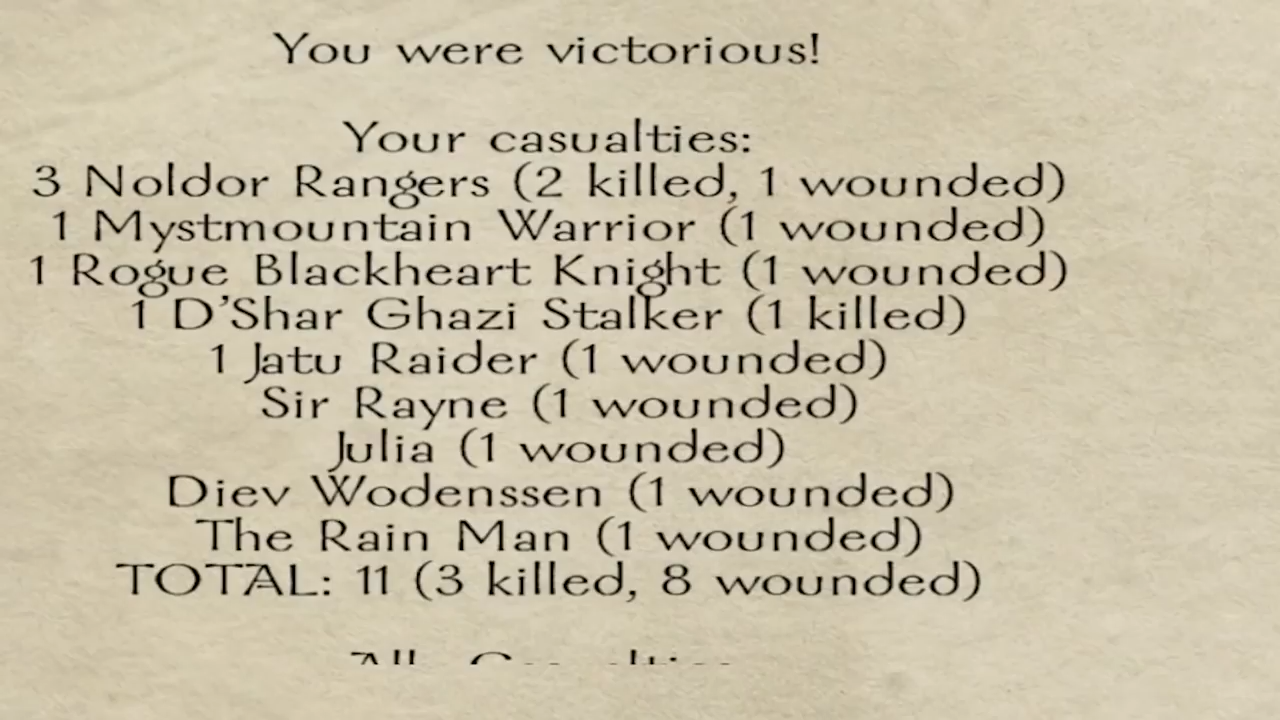 You were victorious!
Your casualties:
3 Noldor Rangers (2 killed, 1 wounded)
1 Mystmountain Warrior (1 wounded)
1 Rogue Blackheart Knight (1 wounded)
1 D'Shar Ghazi Stalker (1 killed)
1 Jatu Raider (1 wounded)
Sir Rayne (1 wounded)
Julia (1 wounded)
Diev Wodenssen (1 wounded)
The Rain Man (1 wounded)
TOTAL: 11 (3 killed, 8 wounded)